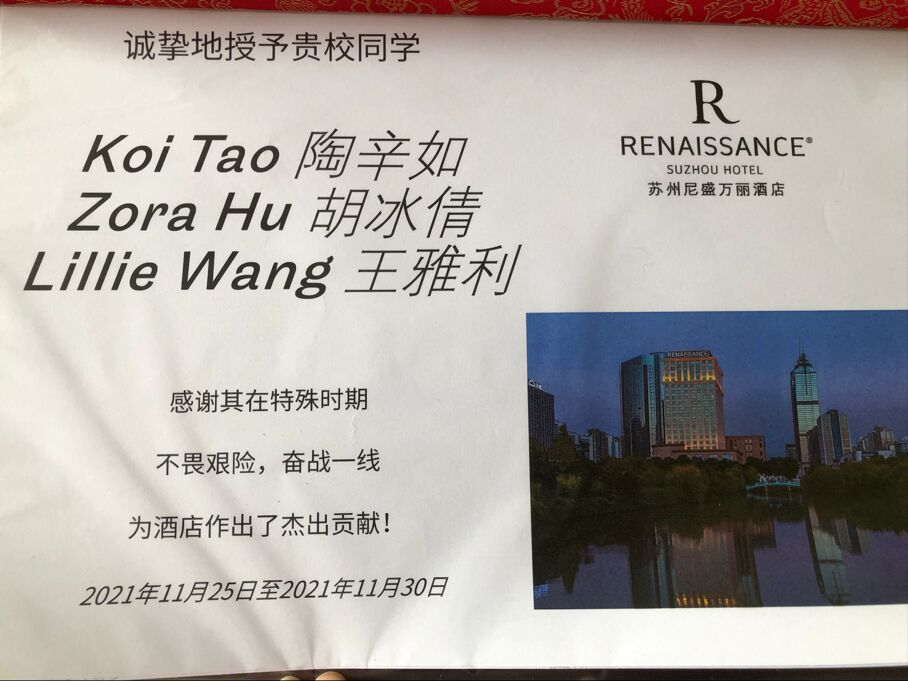 诚挚地授予贵校同学
Koi Tao 陶辛如
Zora Hu 胡冰倩
Lillie Wang 王雅利
R
RENAISSANCE®
SUZHOU HOTEL
苏州尼盛万丽酒店
RENAISSANCE
感谢其在特殊时期
不畏艰险，奋战一线
为酒店作出了杰出贡献！
2021年11月25日至2021年11月30日